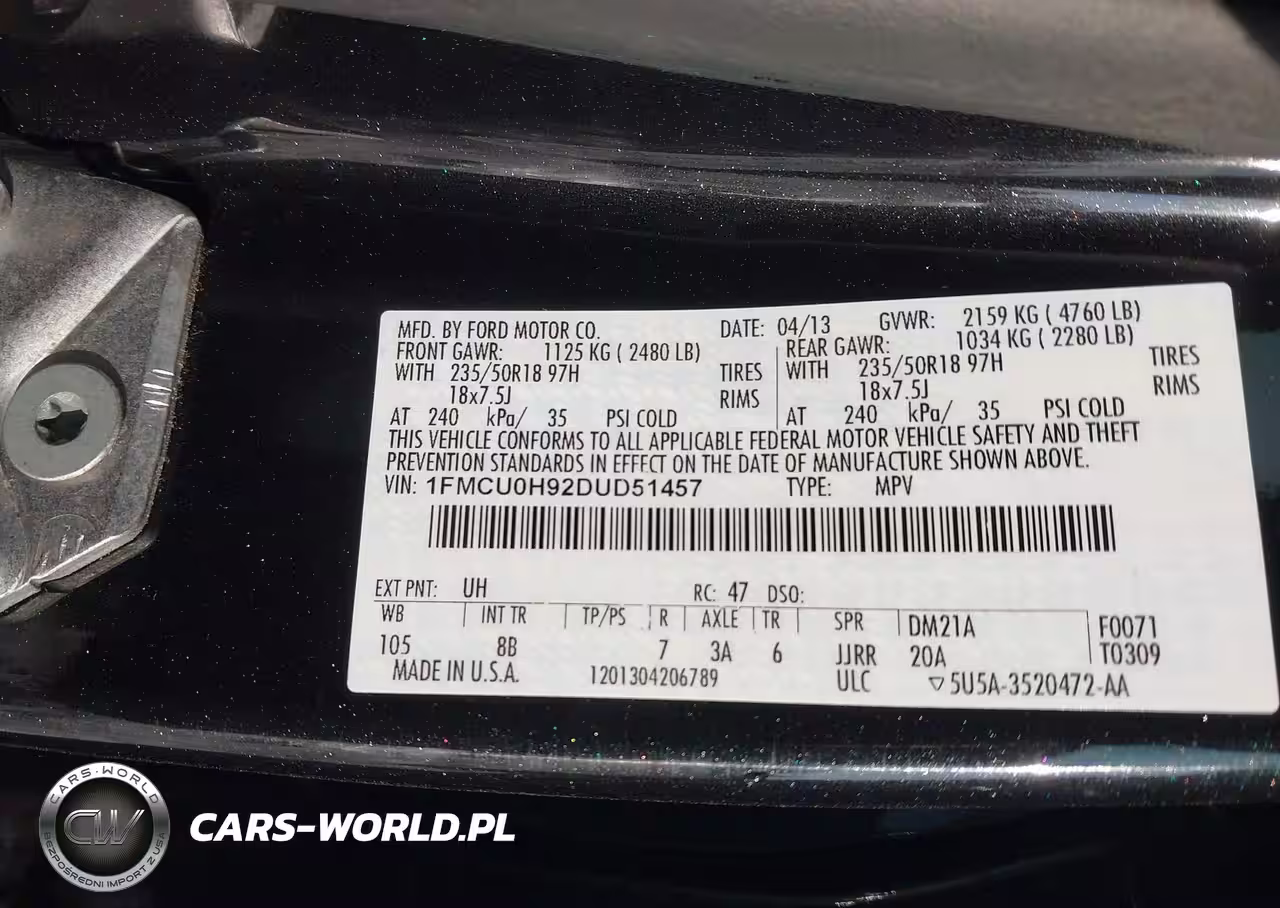 MFD. BY FORD MOTOR CO. DATE: 04/13 GVWR: 2159 KG ( 4760 LB)
FRONT GAWR: 1125 KG ( 2480 LB) REAR GAWR: 1034 KG ( 2280 LB)
WITH 235/50R18 97H TIRES WITH 235/50R18 97H TIRES
18x7.5J RIMS 18x7.5J RIMS
AT 240 kPa/ 35 PSI COLD AT 240 kPa/ 35 PSI COLD
THIS VEHICLE CONFORMS TO ALL APPLICABLE FEDERAL MOTOR VEHICLE SAFETY AND THEFT
PREVENTION STANDARDS IN EFFECT ON THE DATE OF MANUFACTURE SHOWN ABOVE.
VIN: 1FMCU0H92DUD51457 TYPE: MPV
EXT PNT: UH RC: 47 DSO:
WB INT TR TP/PS R AXLE TR SPR DM21A F0071
105 8B 7 3A 6 JJRR 20A T0309
MADE IN U.S.A. 1201304206789 ULC ▽5U5A-3520472-AA
CARS-WORLD
CW
BEZPOŚREDNI IMPORT Z USA
CARS-WORLD.PL